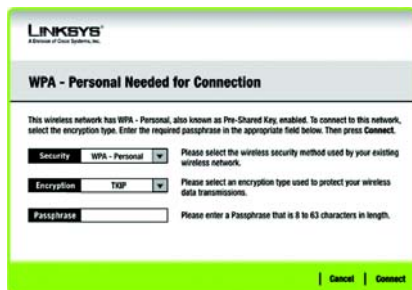 LINKSYS®
A Division of Cisco Systems, Inc.
WPA - Personal Needed for Connection
This wireless network has WPA - Personal, also known as Pre-Shared Key, enabled. To connect to this network,
select the encryption type. Enter the required passphrase in the appropriate field below. Then press Connect.
Security WPA - Personal Please select the wireless security method used by your existing
wireless network.
Encryption TKIP Please select an encryption type used to protect your wireless
data transmissions.
Passphrase Please enter a Passphrase that is 8 to 63 characters in length.
Cancel Connect